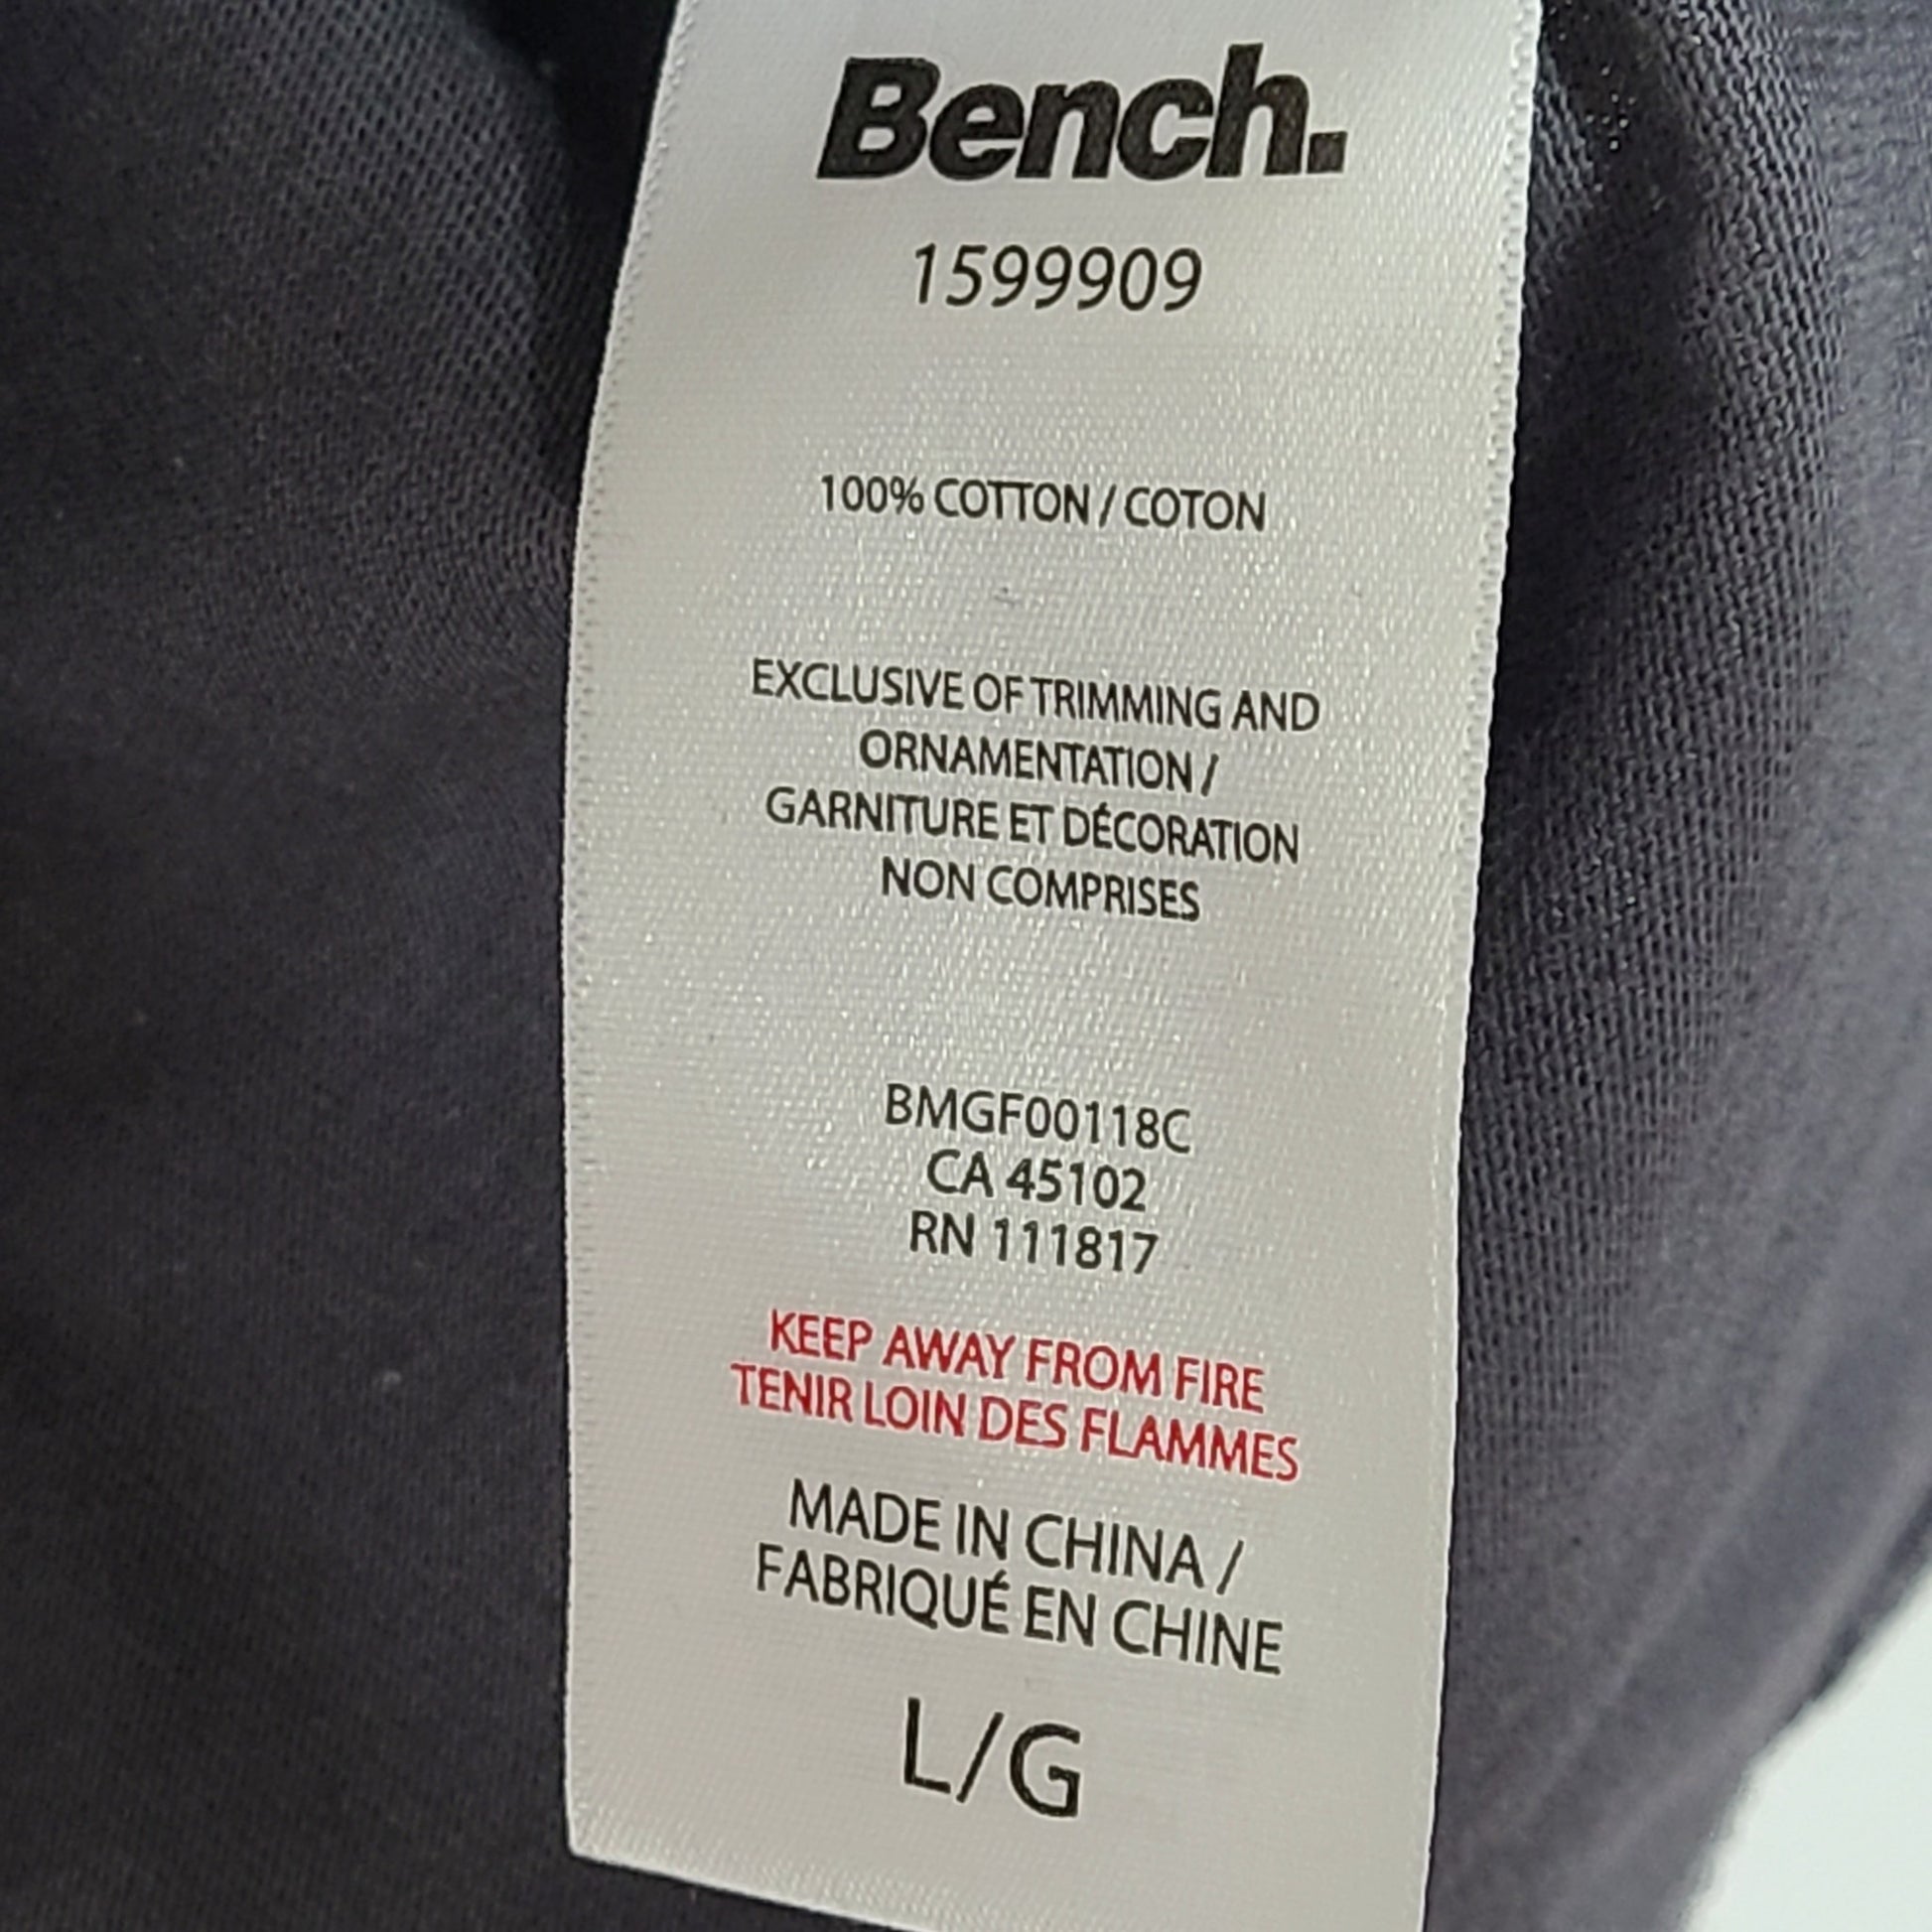 Bench.
1599909
100% COTTON / COTON
EXCLUSIVE OF TRIMMING AND
ORNAMENTATION /
GARNITURE ET DÉCORATION
NON COMPRISES
BMGF00118C
CA 45102
RN 111817
KEEP AWAY FROM FIRE
TENIR LOIN DES FLAMMES
MADE IN CHINA /
FABRIQUÉ EN CHINE
L/G